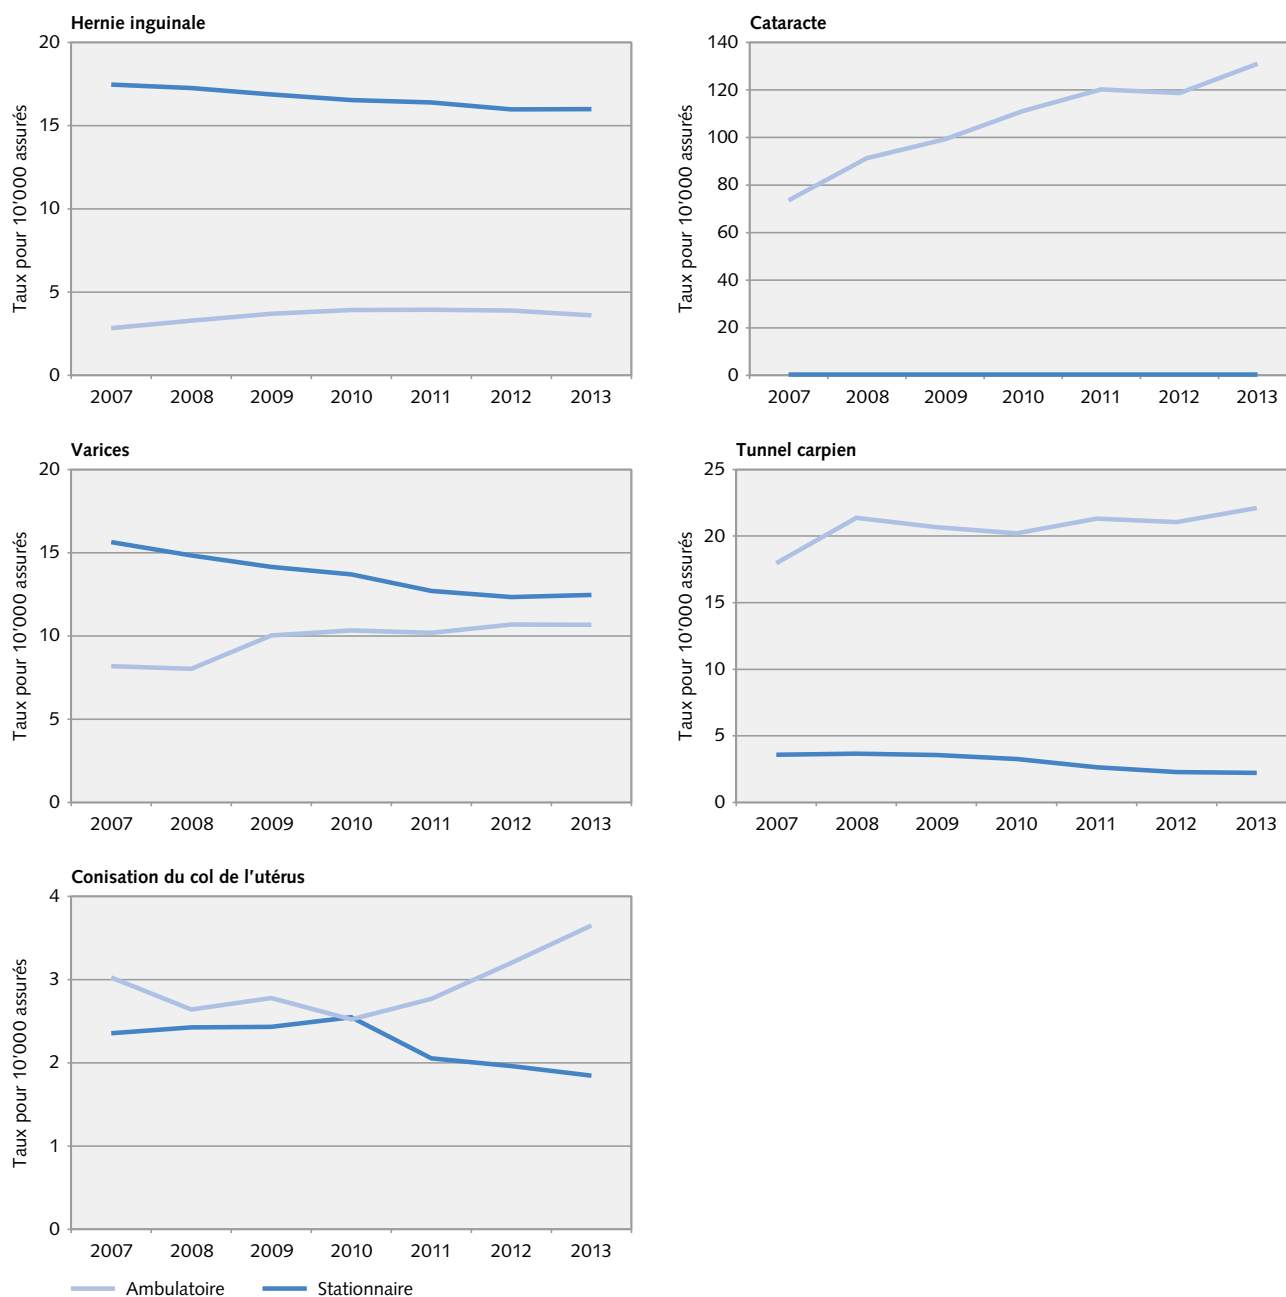 Hernie inguinale
Taux pour 10’000 assurés
20
15
10
5
0
2007 2008 2009 2010 2011 2012 2013
Cataracte
Taux pour 10’000 assurés
140
120
100
80
60
40
20
0
2007 2008 2009 2010 2011 2012 2013
Varices
Taux pour 10’000 assurés
20
15
10
5
0
2007 2008 2009 2010 2011 2012 2013
Tunnel carpien
Taux pour 10’000 assurés
25
20
15
10
5
0
2007 2008 2009 2010 2011 2012 2013
Conisation du col de l’utérus
Taux pour 10’000 assurés
4
3
2
1
0
2007 2008 2009 2010 2011 2012 2013
Ambulatoire Stationnaire